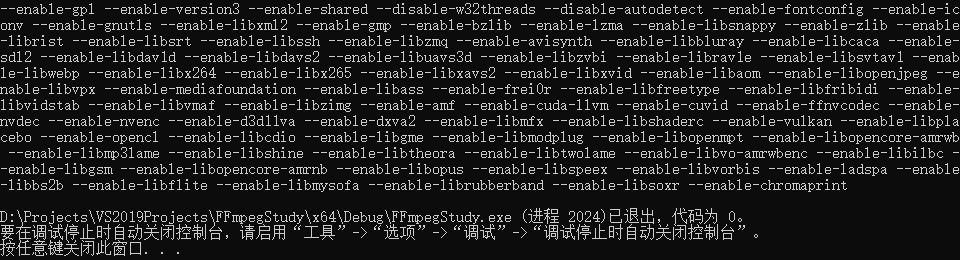 --enable-gpl --enable-version3 --enable-shared --disable-w32threads --disable-autodetect --enable-fontconfig --enable-ic
onv --enable-gnutls --enable-libxml2 --enable-gmp --enable-bzlib --enable-lzma --enable-libsnappy --enable-zlib --enable
-librist --enable-libsrt --enable-libssh --enable-libzmq --enable-avisynth --enable-libbluray --enable-libcaca --enable-
sdl2 --enable-libdav1d --enable-libdavs2 --enable-libuavs3d --enable-libzvbi --enable-librav1e --enable-libsvtav1 --enab
le-libwebp --enable-libx264 --enable-libx265 --enable-libxavs2 --enable-libxvid --enable-libaom --enable-libopenjpeg --e
nable-libvpx --enable-mediafoundation --enable-libass --enable-frei0r --enable-libfreetype --enable-libfribidi --enable-
libvidstab --enable-libvmaf --enable-libzimg --enable-amf --enable-cuda-llvm --enable-cuvid --enable-ffnvcodec --enable-
nvdec --enable-nvenc --enable-d3d11va --enable-dxva2 --enable-libmfx --enable-libshaderc --enable-vulkan --enable-libpla
cebo --enable-opencl --enable-libcdio --enable-libgme --enable-libmodplug --enable-libopenmpt --enable-libopencore-amrwb
--enable-libmp3lame --enable-libshine --enable-libtheora --enable-libtwolame --enable-libvo-amrwbenc --enable-libilbc -
-enable-libgsm --enable-libopencore-amrnb --enable-libopus --enable-libspeex --enable-libvorbis --enable-ladspa --enable
-libbs2b --enable-libflite --enable-libmysofa --enable-librubberband --enable-libsoxr --enable-chromaprint
D:\Projects\VS2019Projects\FFmpegStudy\x64\Debug\FFmpegStudy.exe (进程 2024)已退出，代码为 0。
要在调试停止时自动关闭控制台，请启用“工具”->“选项”->“调试”->“调试停止时自动关闭控制台”。
按任意键关闭此窗口. . .